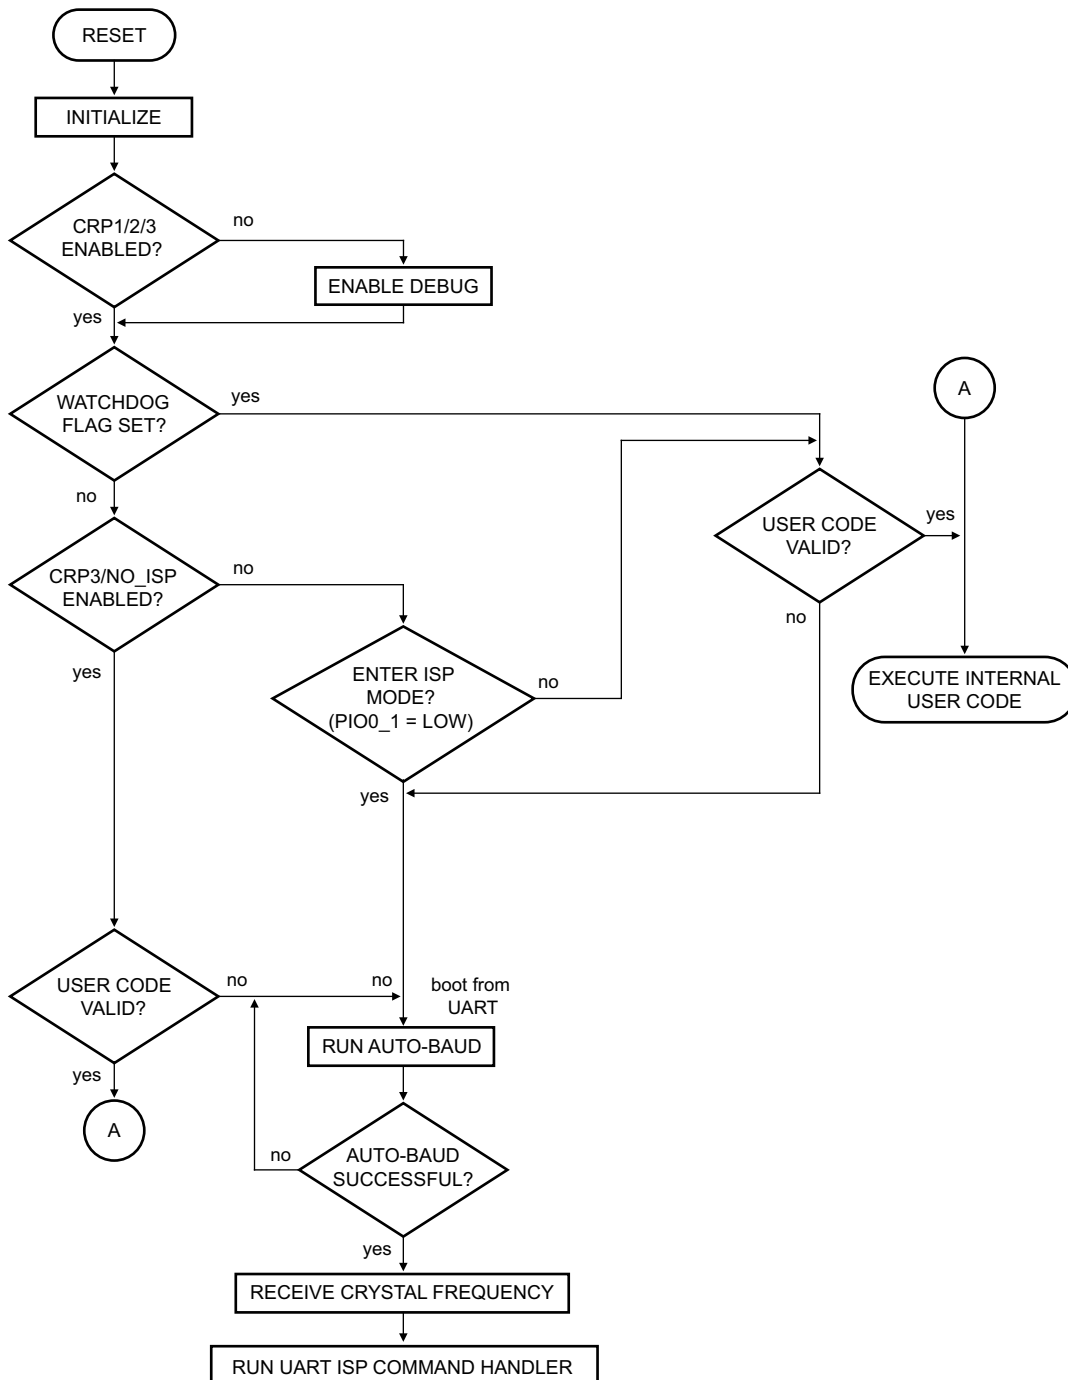 RESET
INITIALIZE
CRP1/2/3
ENABLED?
no
ENABLE DEBUG
yes
WATCHDOG
FLAG SET?
yes
A
no
USER CODE
VALID?
yes
CRP3/NO_ISP
ENABLED?
no
no
yes
ENTER ISP
MODE?
(PIO0_1 = LOW)
no
EXECUTE INTERNAL
USER CODE
yes
USER CODE
VALID?
no
no
boot from
UART
RUN AUTO-BAUD
yes
A
no
AUTO-BAUD
SUCCESSFUL?
yes
RECEIVE CRYSTAL FREQUENCY
RUN UART ISP COMMAND HANDLER